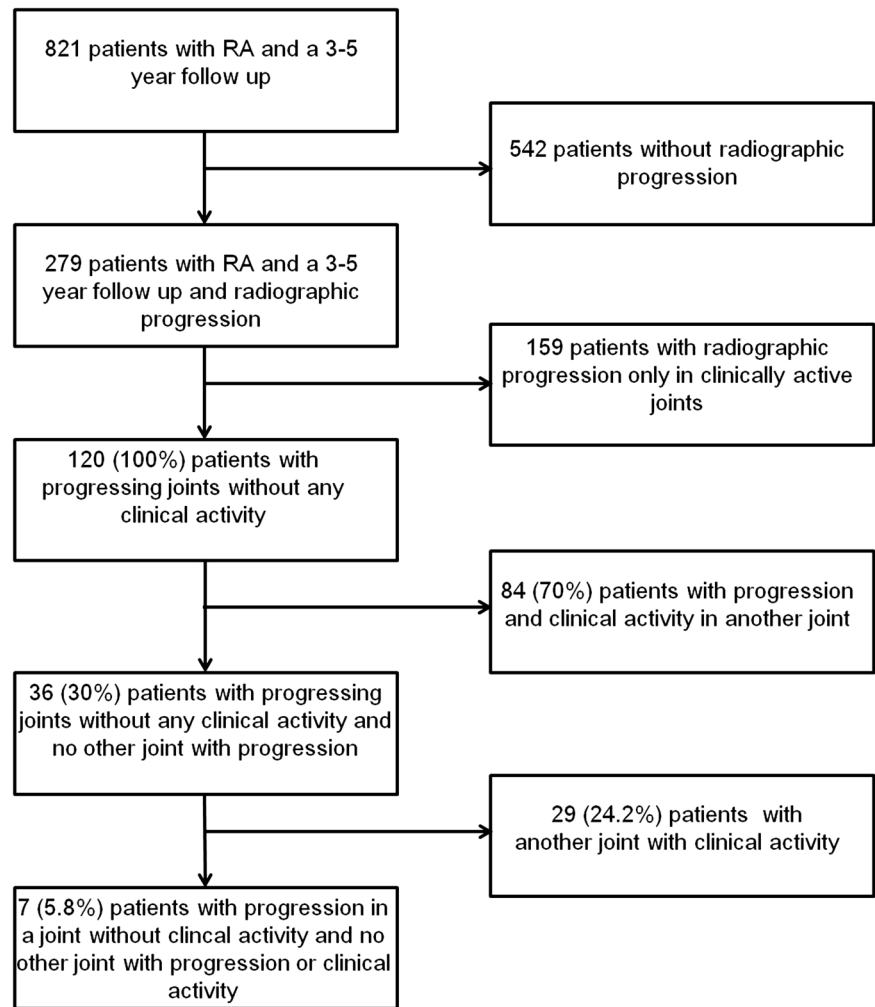 821 patients with RA and a 3-5
year follow up
542 patients without radiographic
progression
279 patients with RA and a 3-5
year follow up and radiographic
progression
159 patients with radiographic
progression only in clinically active
joints
120 (100%) patients with
progressing joints without any
clinical activity
84 (70%) patients with progression
and clinical activity in another joint
36 (30%) patients with progressing
joints without any clinical activity and
no other joint with progression
29 (24.2%) patients with
another joint with clinical activity
7 (5.8%) patients with progression in
a joint without clincal activity and no
other joint with progression or clinical
activity